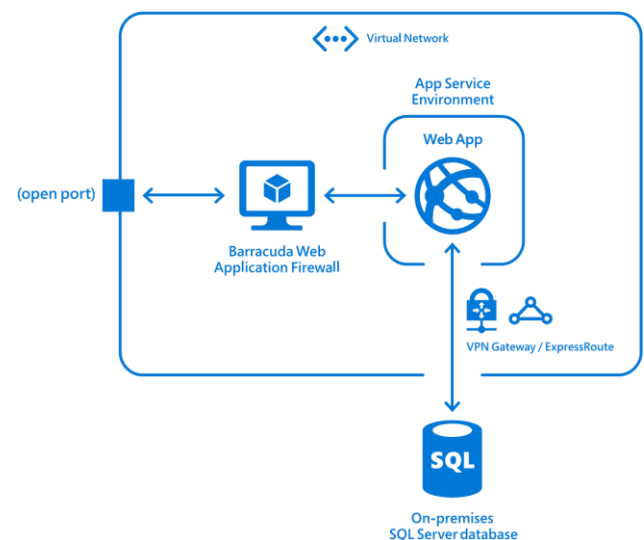 Virtual Network
App Service
Environment
Web App
(open port)
Barracuda Web
Application Firewall
VPN Gateway / ExpressRoute
SQL
On-premises
SQL Server database